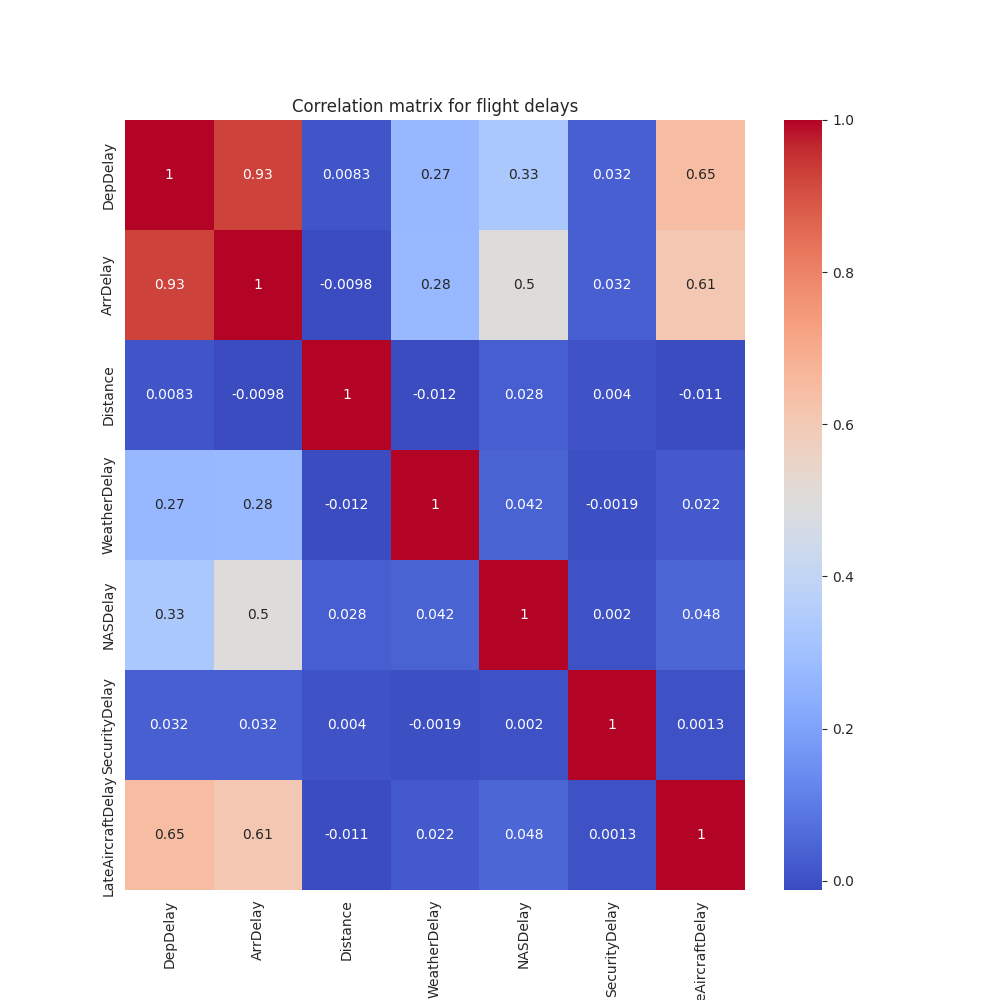 Correlation matrix for flight delays
DepDelay 1 0.93 0.0083 0.27 0.33 0.032 0.65
ArrDelay 0.93 1 -0.0098 0.28 0.5 0.032 0.61
Distance 0.0083 -0.0098 1 -0.012 0.028 0.004 -0.011
WeatherDelay 0.27 0.28 -0.012 1 0.042 -0.0019 0.022
NASDelay 0.33 0.5 0.028 0.042 1 0.002 0.048
SecurityDelay 0.032 0.032 0.004 -0.0019 0.002 1 0.0013
LateAircraftDelay 0.65 0.61 -0.011 0.022 0.048 0.0013 1
DepDelay ArrDelay Distance WeatherDelay NASDelay SecurityDelay eAircraftDelay
1.0
0.8
0.6
0.4
0.2
0.0